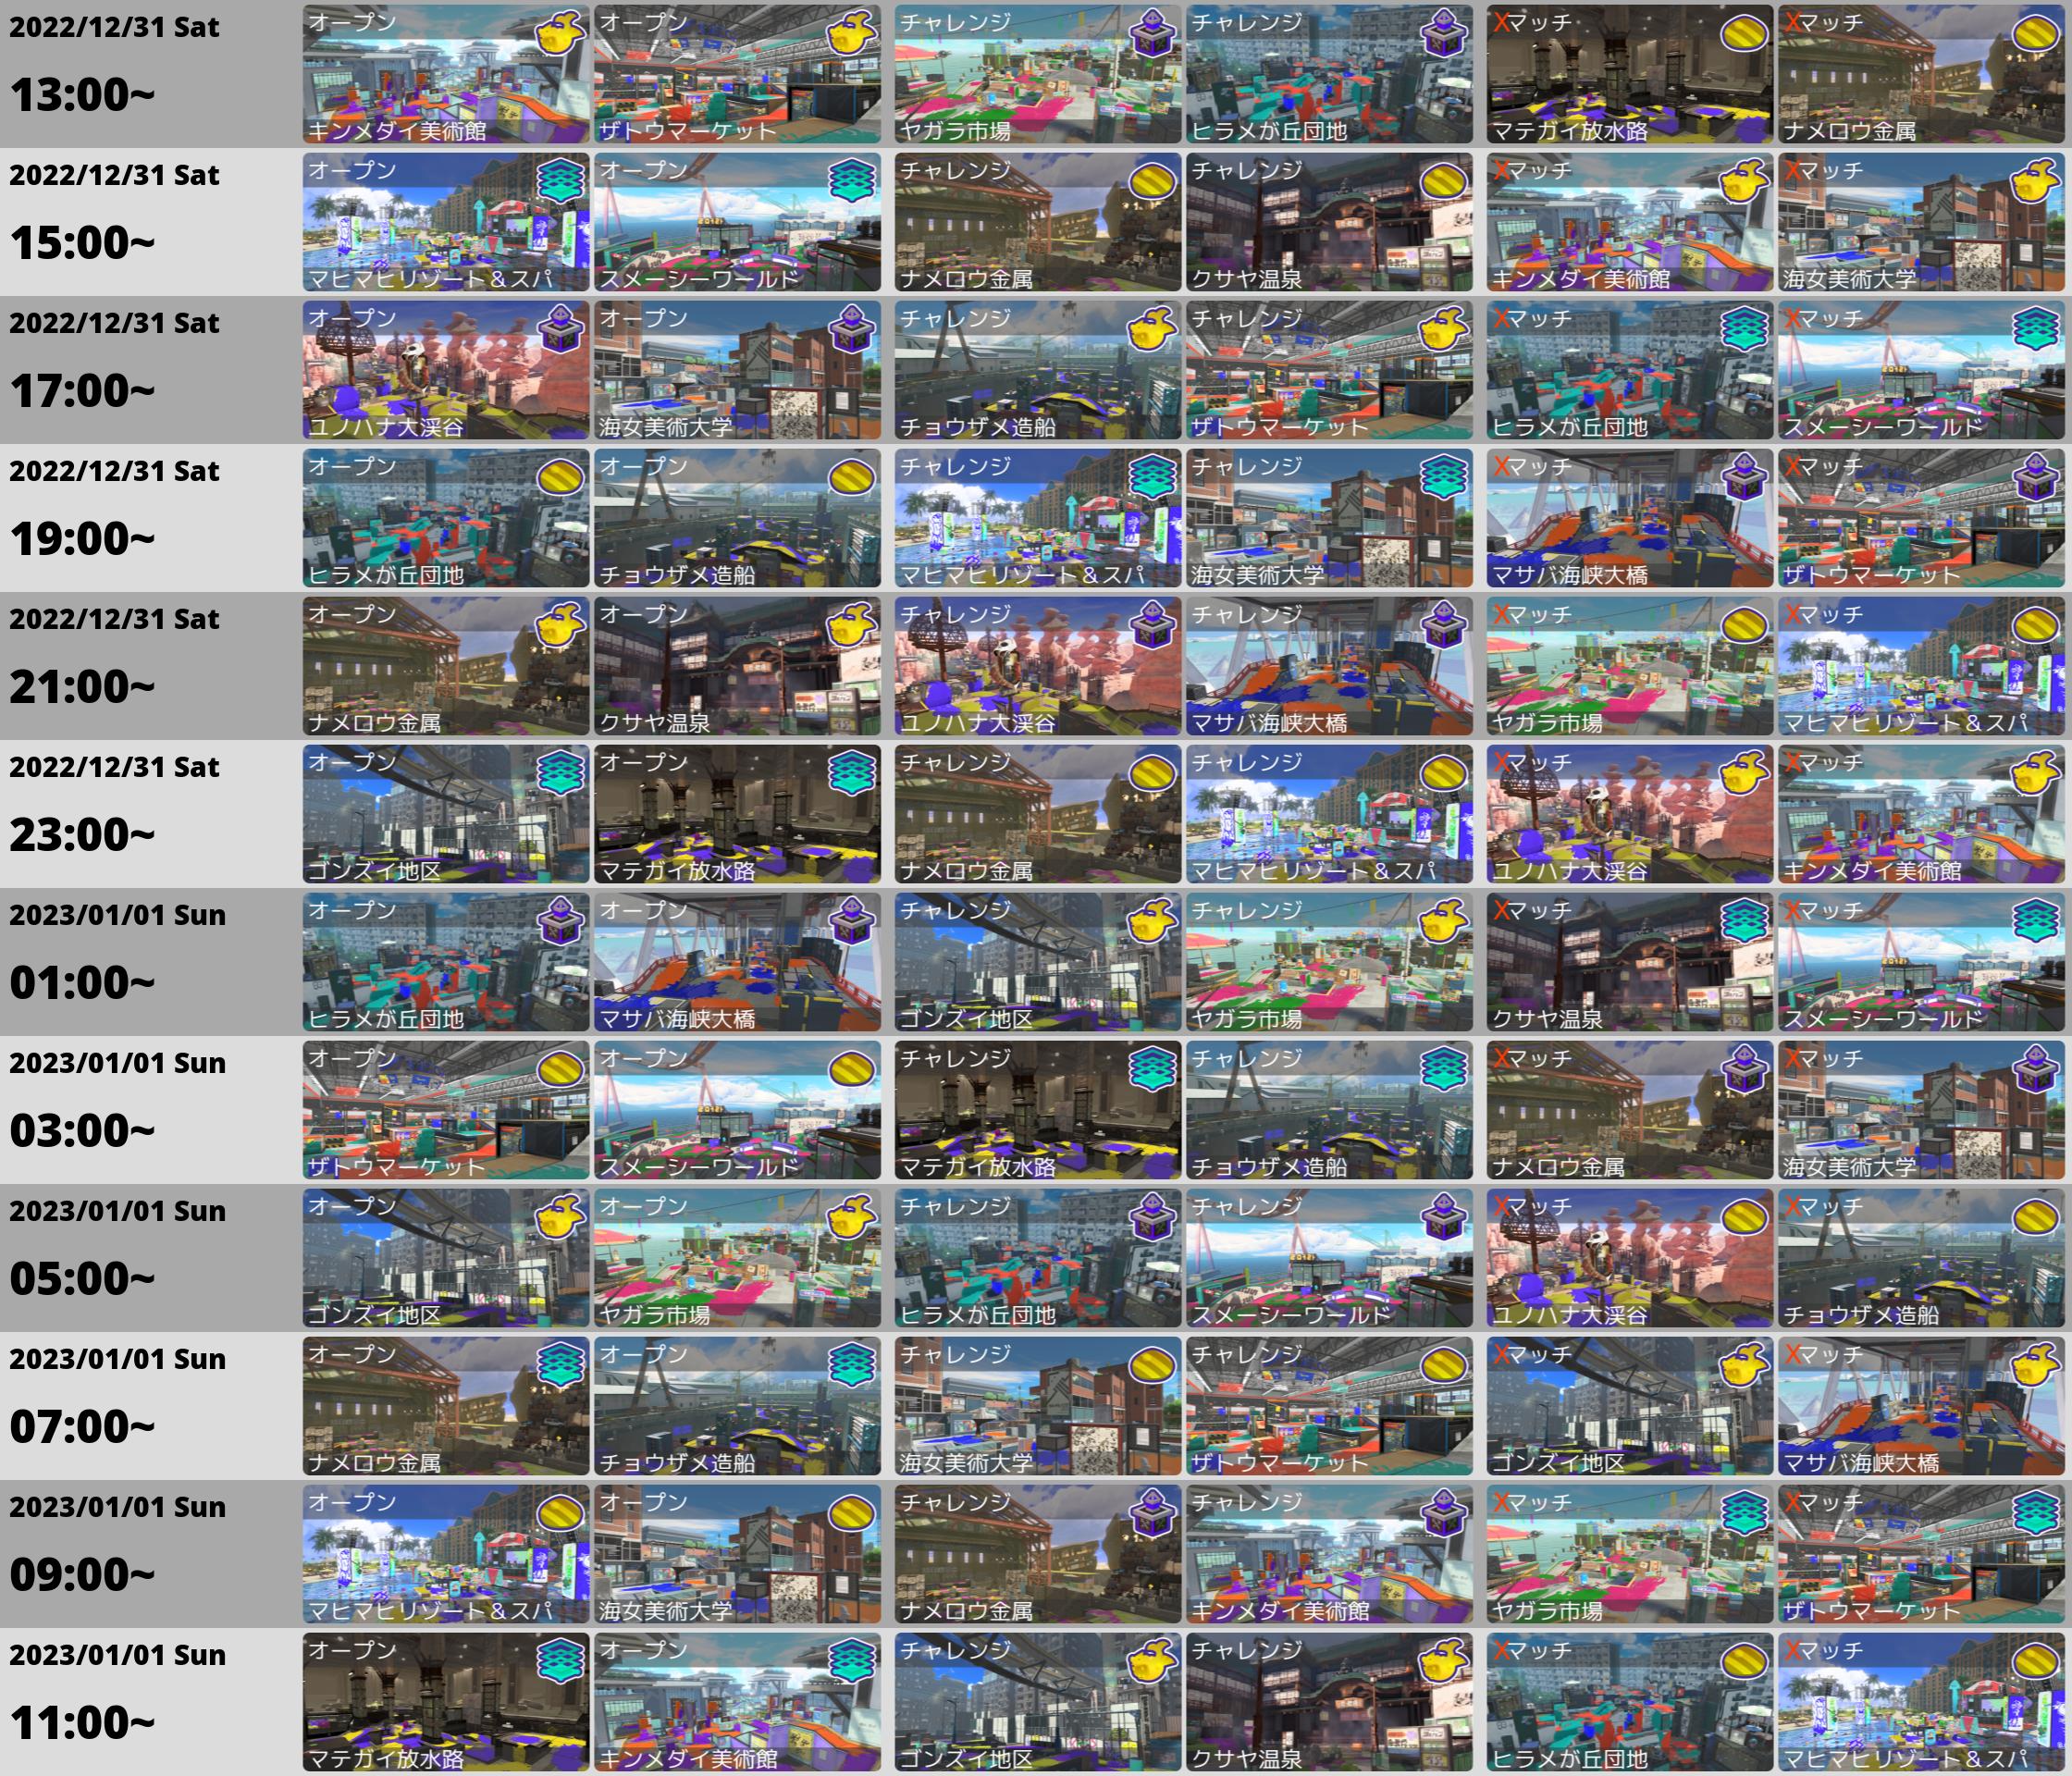 2022/12/31 Sat
13:00~
オープン
キンメダイ美術館
オープン
ザトウマーケット
チャレンジ
ヤガラ市場
チャレンジ
ヒラメが丘団地
Xマッチ
マテガイ放水路
Xマッチ
ナメロウ金属
2022/12/31 Sat
15:00~
オープン
マヒマヒリゾート＆スパ
オープン
スメーシーワールド
チャレンジ
ナメロウ金属
チャレンジ
クサヤ温泉
Xマッチ
キンメダイ美術館
Xマッチ
海女美術大学
2022/12/31 Sat
17:00~
オープン
ユノハナ大渓谷
オープン
海女美術大学
チャレンジ
チョウザメ造船
チャレンジ
ザトウマーケット
Xマッチ
ヒラメが丘団地
Xマッチ
スメーシーワールド
2022/12/31 Sat
19:00~
オープン
ヒラメが丘団地
オープン
チョウザメ造船
チャレンジ
マヒマヒリゾート＆スパ
チャレンジ
海女美術大学
Xマッチ
マサバ海峡大橋
Xマッチ
ザトウマーケット
2022/12/31 Sat
21:00~
オープン
ナメロウ金属
オープン
クサヤ温泉
チャレンジ
ユノハナ大渓谷
チャレンジ
マサバ海峡大橋
Xマッチ
ヤガラ市場
Xマッチ
マヒマヒリゾート＆スパ
2022/12/31 Sat
23:00~
オープン
ゴンズイ地区
オープン
マテガイ放水路
チャレンジ
ナメロウ金属
チャレンジ
マヒマヒリゾート＆スパ
Xマッチ
ユノハナ大渓谷
Xマッチ
キンメダイ美術館
2023/01/01 Sun
01:00~
オープン
ヒラメが丘団地
オープン
マサバ海峡大橋
チャレンジ
ゴンズイ地区
チャレンジ
ヤガラ市場
Xマッチ
クサヤ温泉
Xマッチ
スメーシーワールド
2023/01/01 Sun
03:00~
オープン
ザトウマーケット
オープン
スメーシーワールド
チャレンジ
マテガイ放水路
チャレンジ
チョウザメ造船
Xマッチ
ナメロウ金属
Xマッチ
海女美術大学
2023/01/01 Sun
05:00~
オープン
ゴンズイ地区
オープン
ヤガラ市場
チャレンジ
ヒラメが丘団地
チャレンジ
スメーシーワールド
Xマッチ
ユノハナ大渓谷
Xマッチ
チョウザメ造船
2023/01/01 Sun
07:00~
オープン
ナメロウ金属
オープン
チョウザメ造船
チャレンジ
海女美術大学
チャレンジ
ザトウマーケット
Xマッチ
ゴンズイ地区
Xマッチ
マサバ海峡大橋
2023/01/01 Sun
09:00~
オープン
マヒマヒリゾート＆スパ
オープン
海女美術大学
チャレンジ
ナメロウ金属
チャレンジ
キンメダイ美術館
Xマッチ
ヤガラ市場
Xマッチ
ザトウマーケット
2023/01/01 Sun
11:00~
オープン
マテガイ放水路
オープン
キンメダイ美術館
チャレンジ
ゴンズイ地区
チャレンジ
クサヤ温泉
Xマッチ
ヒラメが丘団地
Xマッチ
マヒマヒリゾート＆スパ